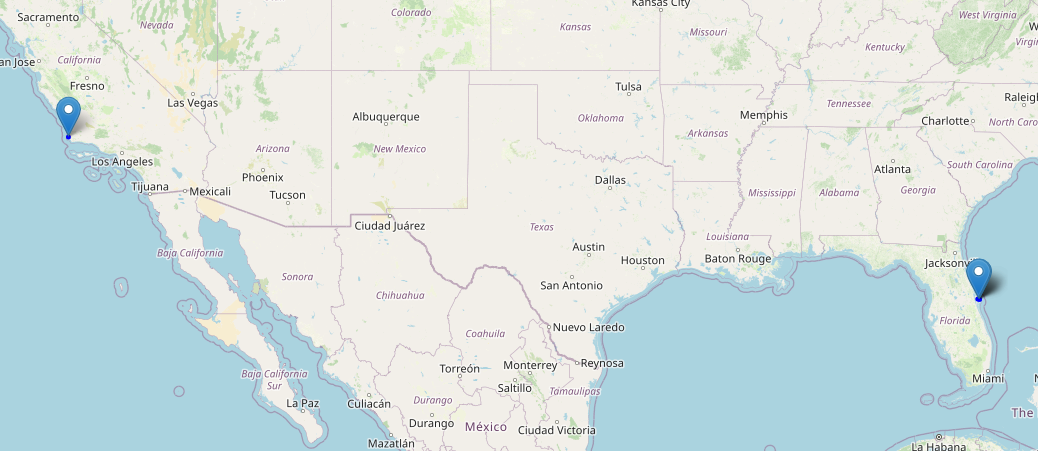 Sacramento
Nevada
Colorado
Kansas
Kansas City
Missouri
West Virginia
Kentucky
an Jose
California
Fresno
Las Vegas
Tulsa
Albuquerque
Oklahoma
Memphis
Tennessee
Raleigh
Charlotte
North Caro
Arkansas
Los Angeles
Arizona
New Mexico
Atlanta
South Carolina
Phoenix
Dallas
Tijuana
Mexicali
Tucson
Mississippi
Alabama
Georgia
Ciudad Juárez
Texas
Louisiana
Baja California
Austin
Houston
Baton Rouge
Jacksonvi
Sonora
San Antonio
Chihuahua
Florida
Nuevo Laredo
Coahuila
Monterrey
Reynosa
Torreón
Baja California
Sur
Saltillo
Tamaulipas
Miami
La Paz
Culiacán
Durango
Durango
México
Ciudad Victoria
The
Mazatlán
La Habana